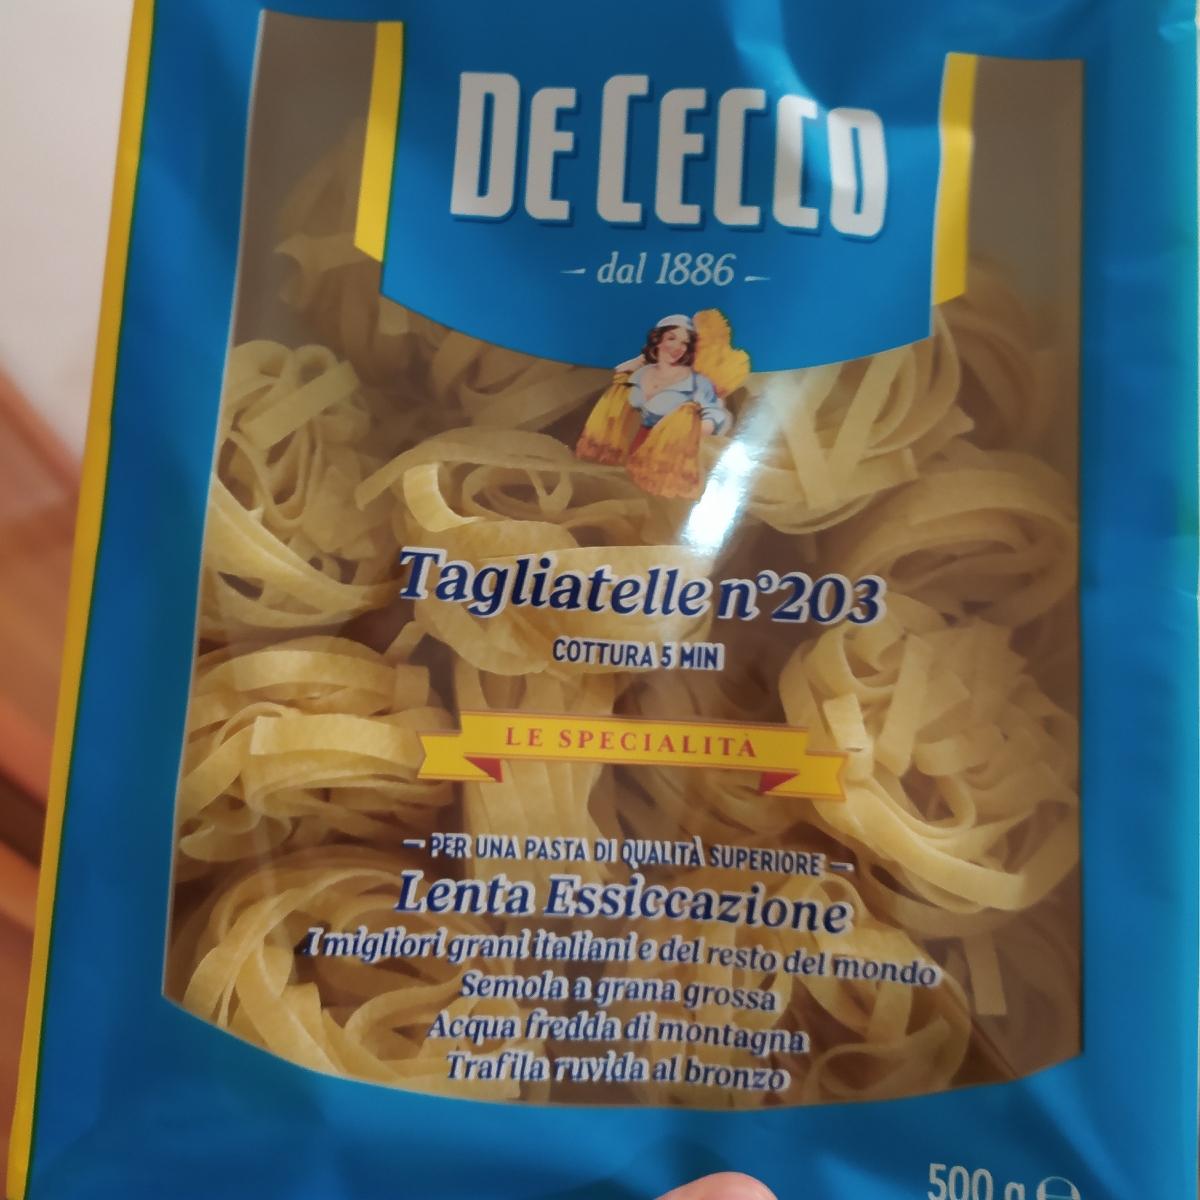 DE CECCO
- dal 1886 -
Tagliatelle n°203
COTTURA 5 MIN
LE SPECIALITÀ
- PER UNA PASTA DI QUALITÀ SUPERIORE -
Lenta Essiccazione
I migliori grani italiani e del resto del mondo
Semola a grana grossa
Acqua fredda di montagna
Trafila ruvida al bronzo
500 g ℮